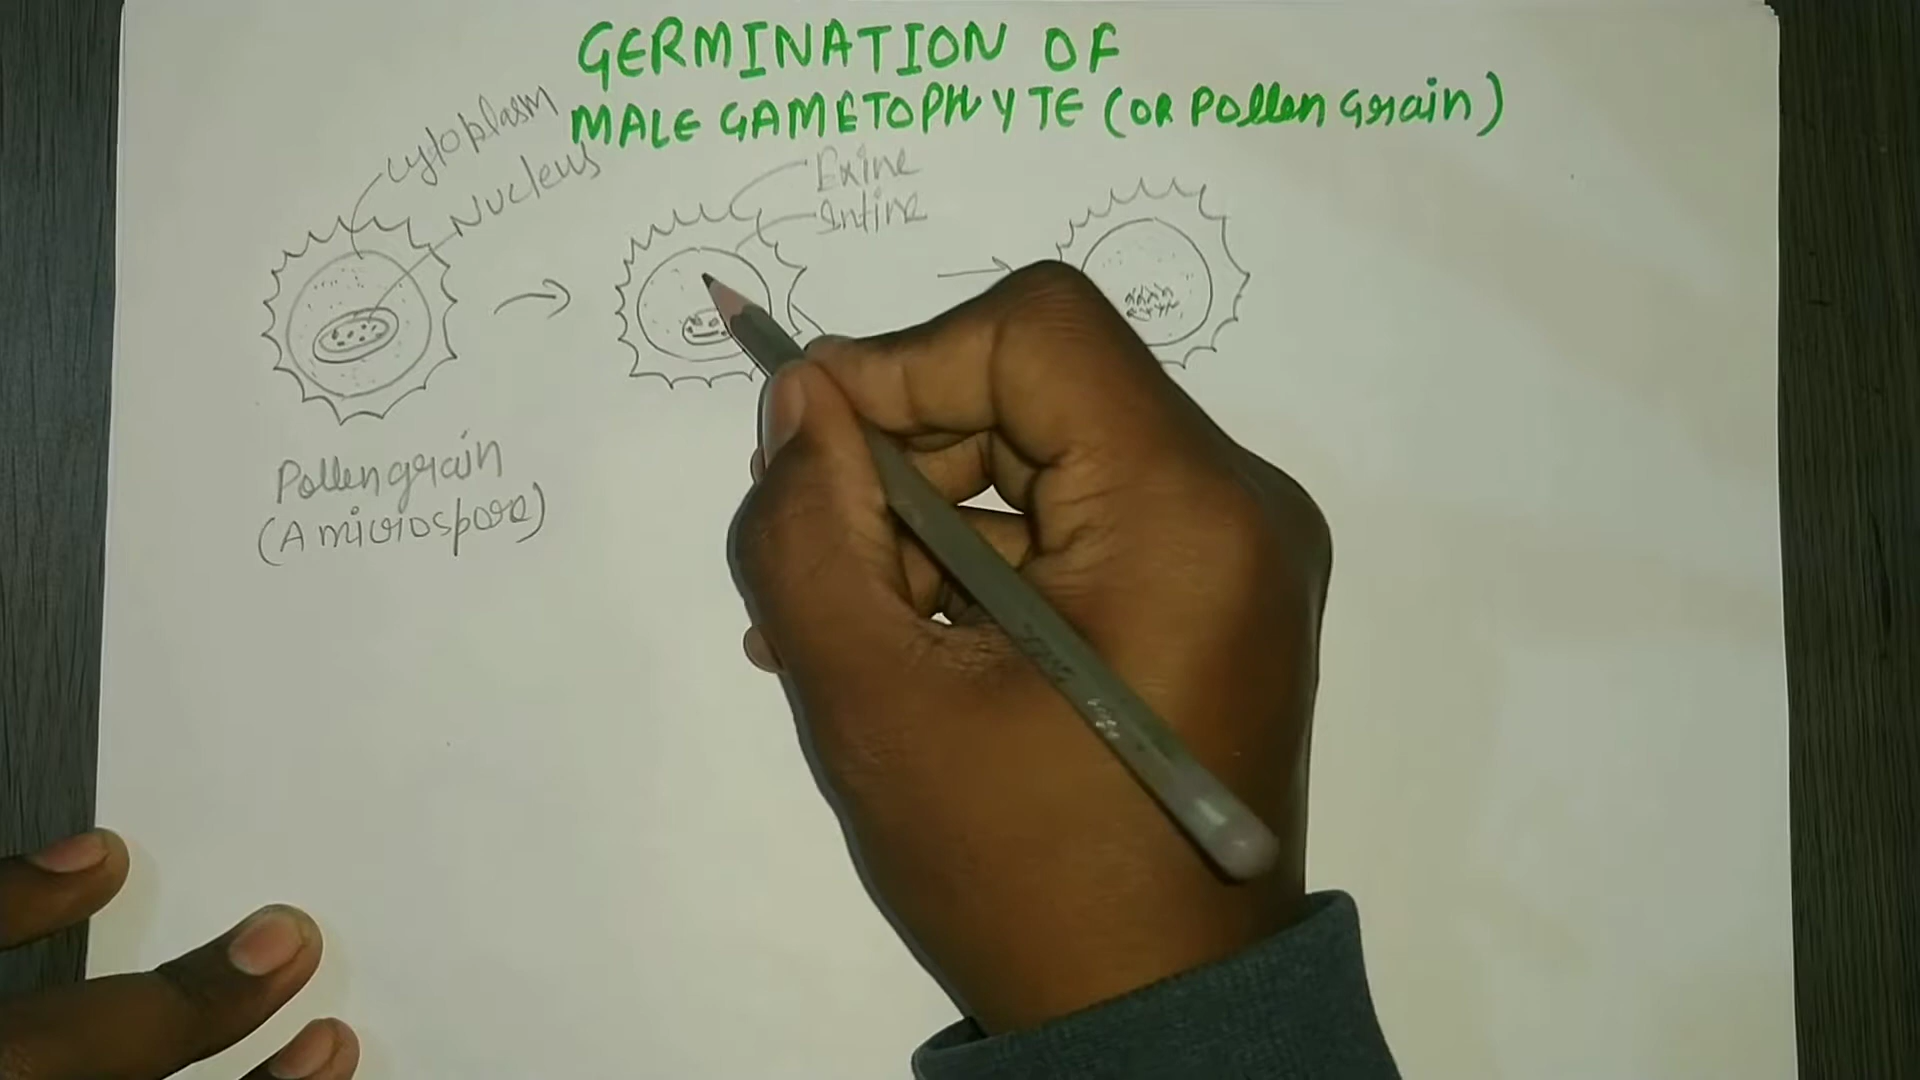 GERMINATION OF
MALE GAMETOPHYTE (OR Pollen Grain)
cytoplasm
Nucleus
Exine
Intine
Pollen grain
(A microspore)